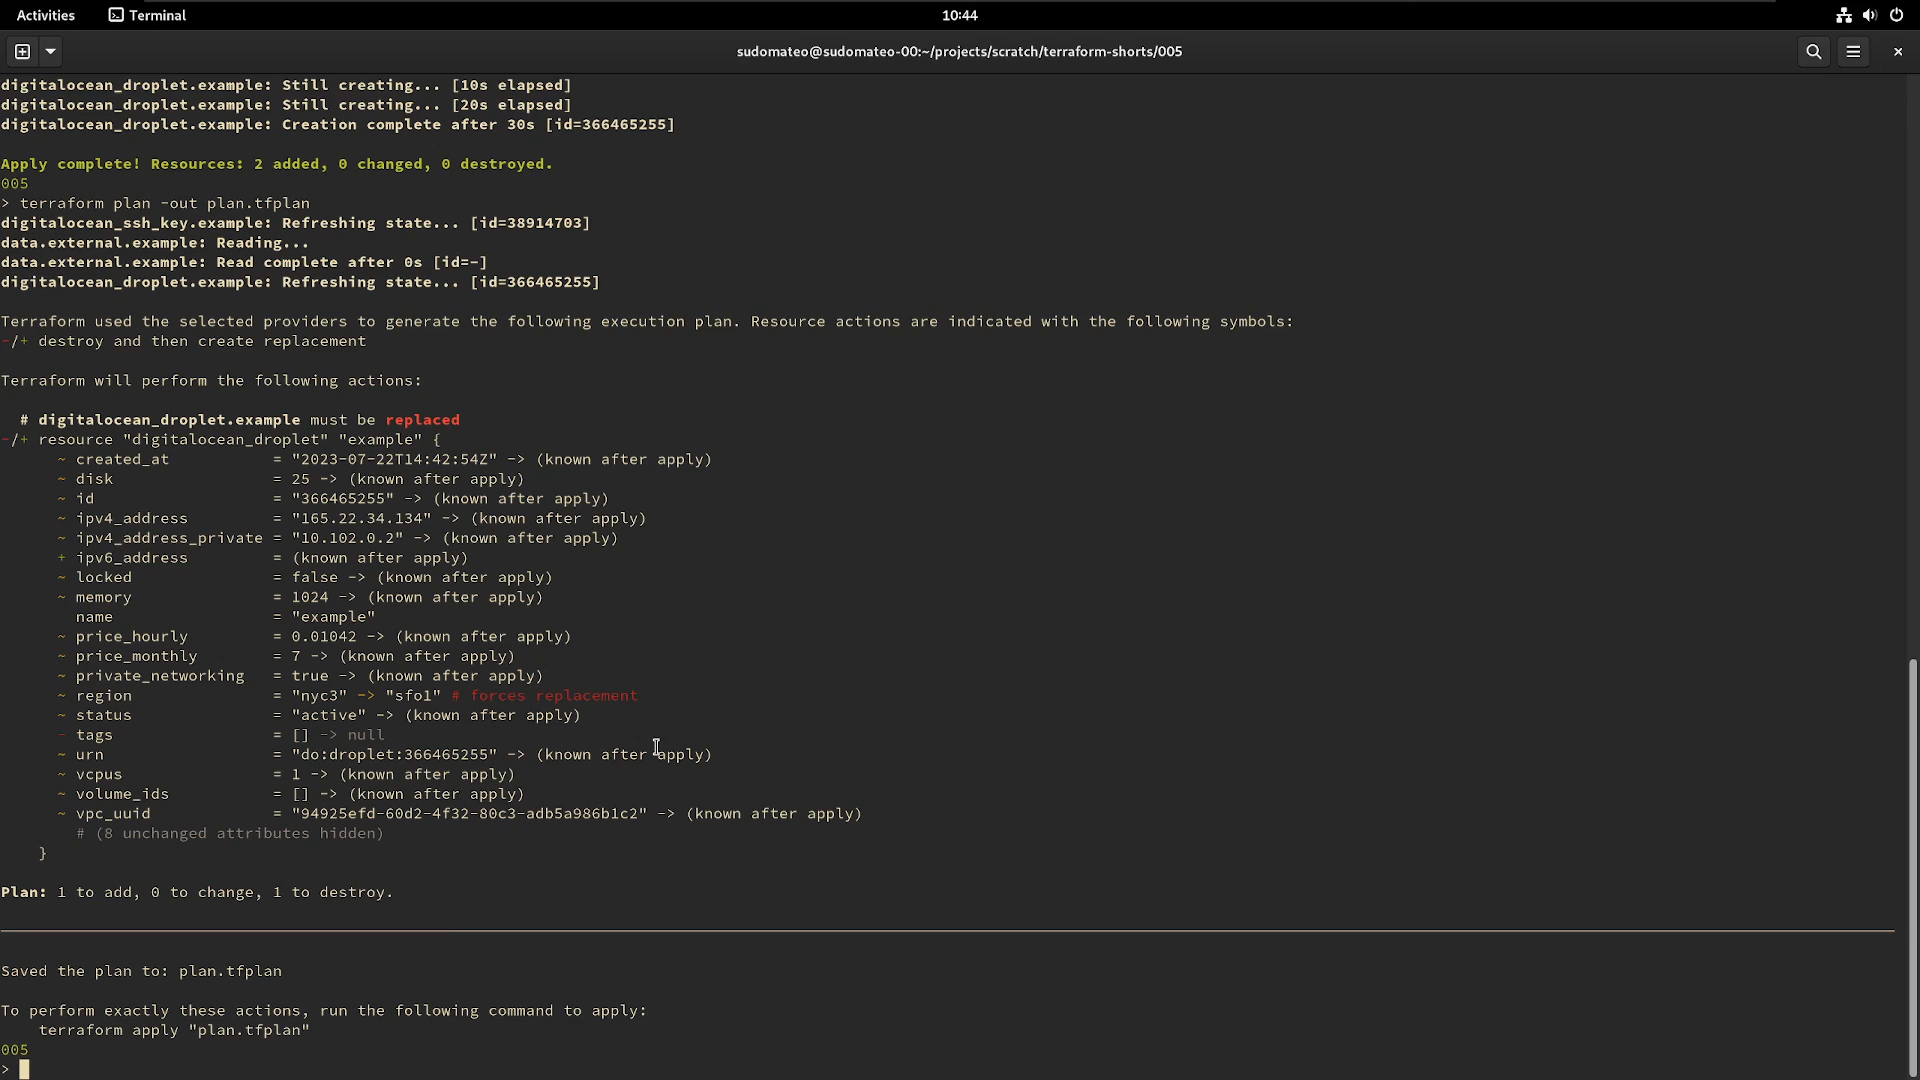 Activities
Terminal
10:44
sudomateo@sudomateo-00:~/projects/scratch/terraform-shorts/005
digitalocean_droplet.example: Still creating... [10s elapsed]
digitalocean_droplet.example: Still creating... [20s elapsed]
digitalocean_droplet.example: Creation complete after 30s [id=366465255]
Apply complete! Resources: 2 added, 0 changed, 0 destroyed.
005
> terraform plan -out plan.tfplan
digitalocean_ssh_key.example: Refreshing state... [id=38914703]
data.external.example: Reading...
data.external.example: Read complete after 0s [id=-]
digitalocean_droplet.example: Refreshing state... [id=366465255]
Terraform used the selected providers to generate the following execution plan. Resource actions are indicated with the following symbols:
-/+ destroy and then create replacement
Terraform will perform the following actions:
# digitalocean_droplet.example must be replaced
-/+ resource "digitalocean_droplet" "example" {
~ created_at = "2023-07-22T14:42:54Z" -> (known after apply)
~ disk = 25 -> (known after apply)
~ id = "366465255" -> (known after apply)
~ ipv4_address = "165.22.34.134" -> (known after apply)
~ ipv4_address_private = "10.102.0.2" -> (known after apply)
+ ipv6_address = (known after apply)
~ locked = false -> (known after apply)
~ memory = 1024 -> (known after apply)
name = "example"
~ price_hourly = 0.01042 -> (known after apply)
~ price_monthly = 7 -> (known after apply)
~ private_networking = true -> (known after apply)
~ region = "nyc3" -> "sfo1" # forces replacement
~ status = "active" -> (known after apply)
- tags = [] -> null
~ urn = "do:droplet:366465255" -> (known after apply)
~ vcpus = 1 -> (known after apply)
~ volume_ids = [] -> (known after apply)
~ vpc_uuid = "94925efd-60d2-4f32-80c3-adb5a986b1c2" -> (known after apply)
# (8 unchanged attributes hidden)
}
Plan: 1 to add, 0 to change, 1 to destroy.
Saved the plan to: plan.tfplan
To perform exactly these actions, run the following command to apply:
terraform apply "plan.tfplan"
005
>